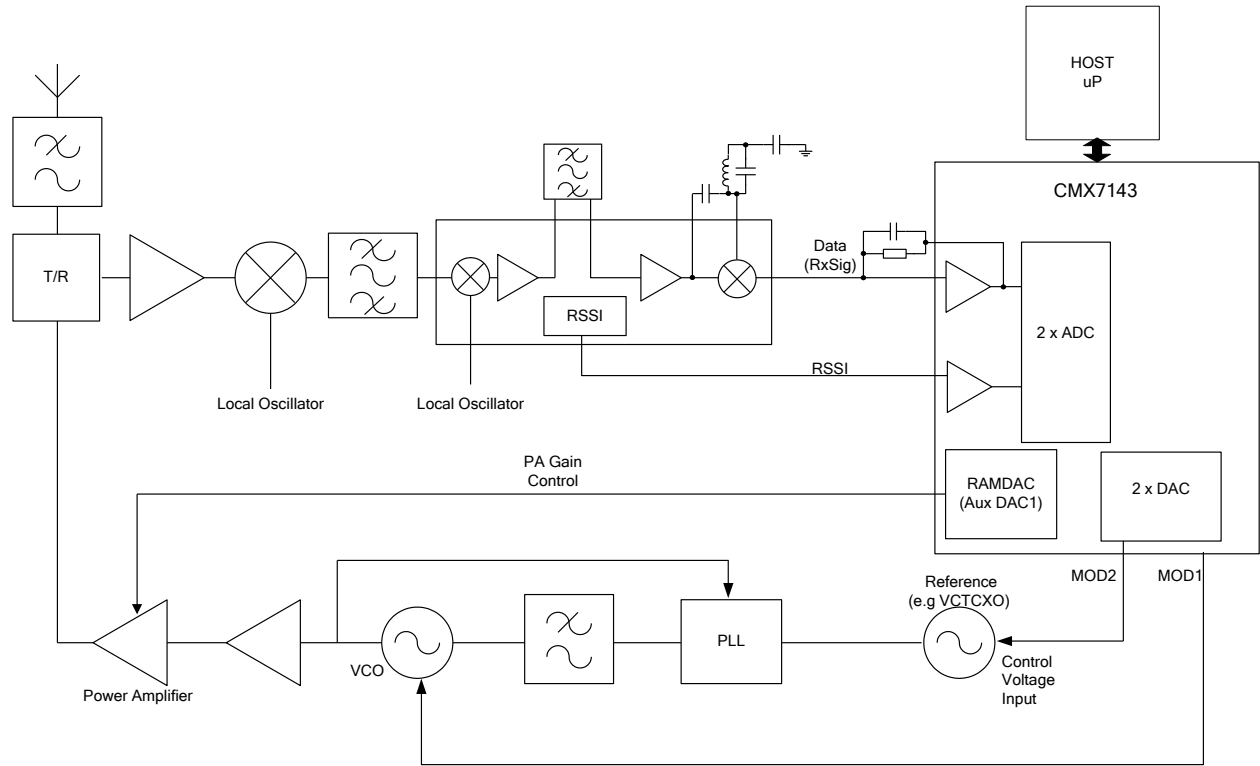 HOST
uP
CMX7143
T/R
Data
(RxSig)
RSSI
2 x ADC
RSSI
Local Oscillator
Local Oscillator
PA Gain
Control
RAMDAC
(Aux DAC1)
2 x DAC
MOD2
MOD1
Reference
(e.g VCTCXO)
PLL
VCO
Control
Voltage
Input
Power Amplifier